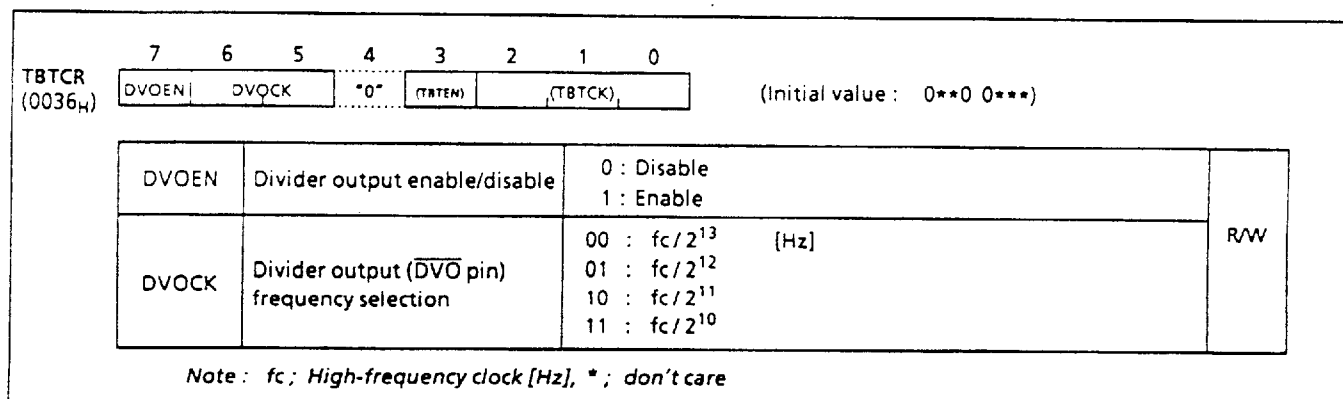 7 6 5 4 3 2 1 0
TBTCR (0036H) DVOEN DVOCK "0" (TBTEN) (TBTCK) (Initial value : 0**0 0***)
DVOEN Divider output enable/disable 0 : Disable
1 : Enable
R/W
DVOCK Divider output (DVO pin) frequency selection 00 : fc/2^13 [Hz]
01 : fc/2^12
10 : fc/2^11
11 : fc/2^10
Note : fc ; High-frequency clock [Hz], * ; don't care